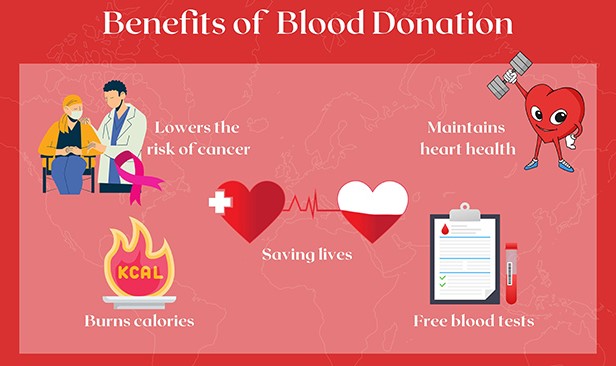 Benefits of Blood Donation
Lowers the
risk of cancer
Maintains
heart health
Saving lives
KCAL
Burns calories
Free blood tests